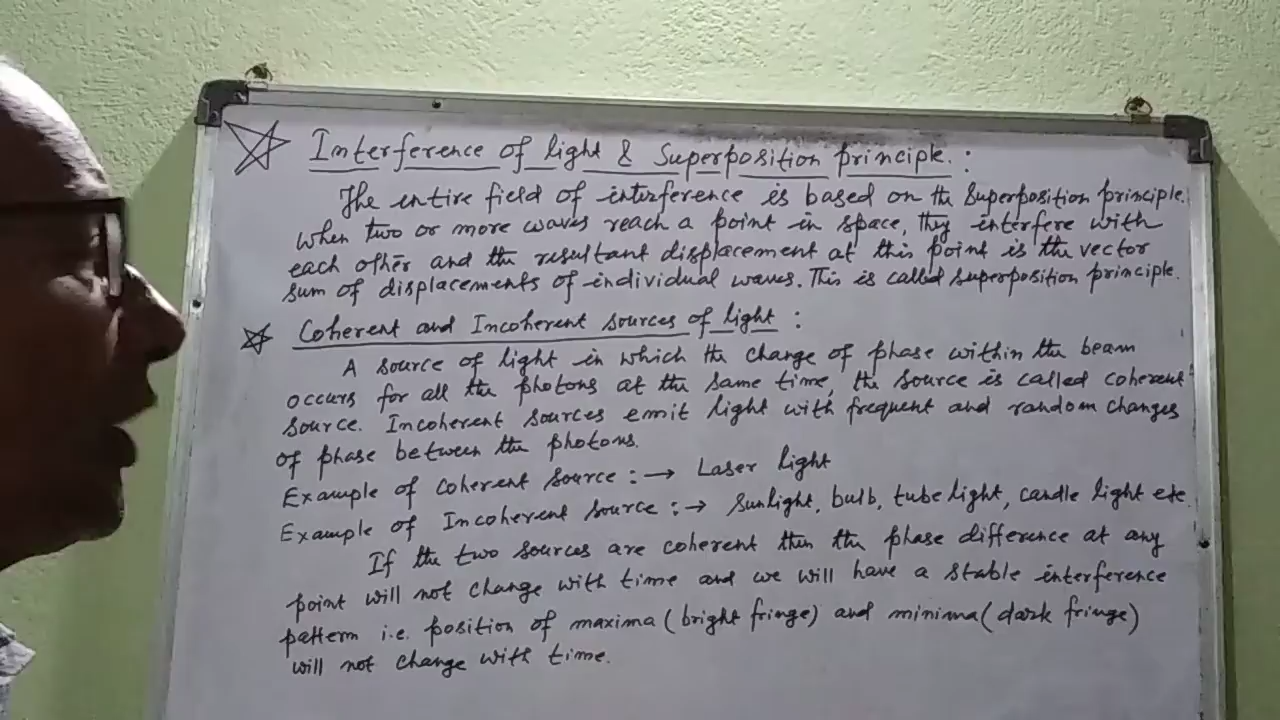 Interference of light & Superposition principle. :
The entire field of interference is based on the Superposition principle.
When two or more waves reach a point in space, they interfere with
each other and the resultant displacement at this point is the vector
sum of displacements of individual waves. This is called superposition principle.
Coherent and Incoherent sources of light :
A source of light in which the change of phase within the beam
occurs for all the photons at the same time, the source is called coherent
source. Incoherent sources emit light with frequent and random changes
of phase between the photons.
Example of coherent source : → Laser light
Example of Incoherent source : → Sunlight, bulb, tube light, candle light etc
If the two sources are coherent then the phase difference at any
point will not change with time and we will have a stable interference
pattern i.e. position of maxima (bright fringe) and minima (dark fringe)
will not change with time.